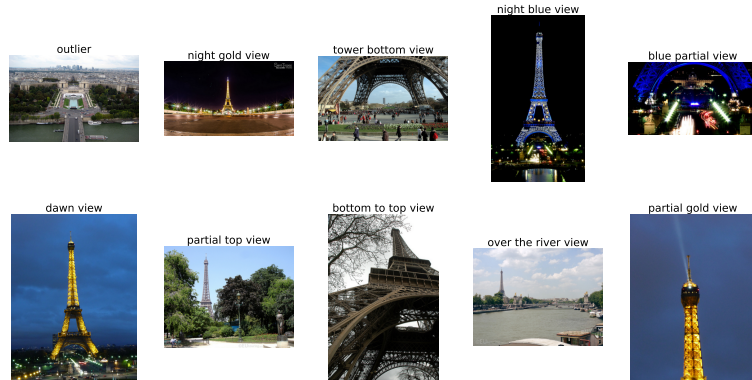 outlier
night gold view
tower bottom view
night blue view
blue partial view
dawn view
partial top view
bottom to top view
over the river view
partial gold view